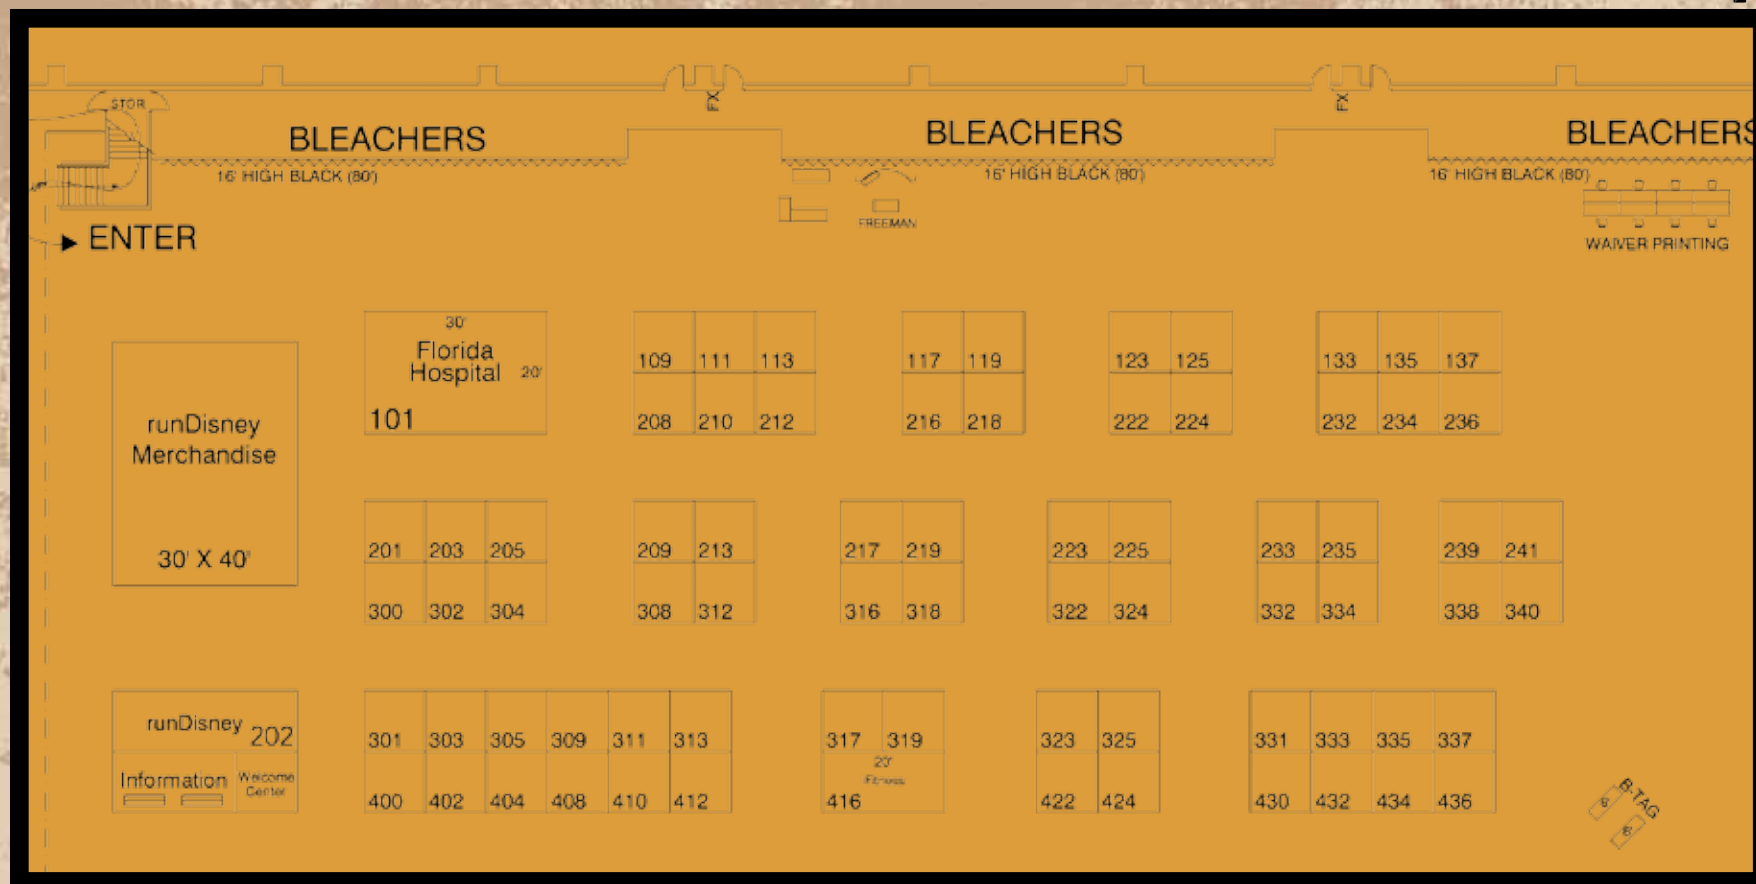 STOR
FX
FX
BLEACHERS
BLEACHERS
BLEACHERS
16' HIGH BLACK (80')
16' HIGH BLACK (80')
16' HIGH BLACK (80')
FREEMAN
ENTER
WAIVER PRINTING
30'
Florida
Hospital 20'
101
109 111 113
117 119
123 125
133 135 137
208 210 212
216 218
222 224
232 234 236
runDisney
Merchandise
30' X 40'
201 203 205
209 213
217 219
223 225
233 235
239 241
300 302 304
308 312
316 318
322 324
332 334
338 340
runDisney 202
Information
Welcome
Center
301 303 305 309 311 313
317 319
323 325
331 333 335 337
20'
400 402 404 408 410 412
416
422 424
430 432 434 436
B-TAG
6'
6'